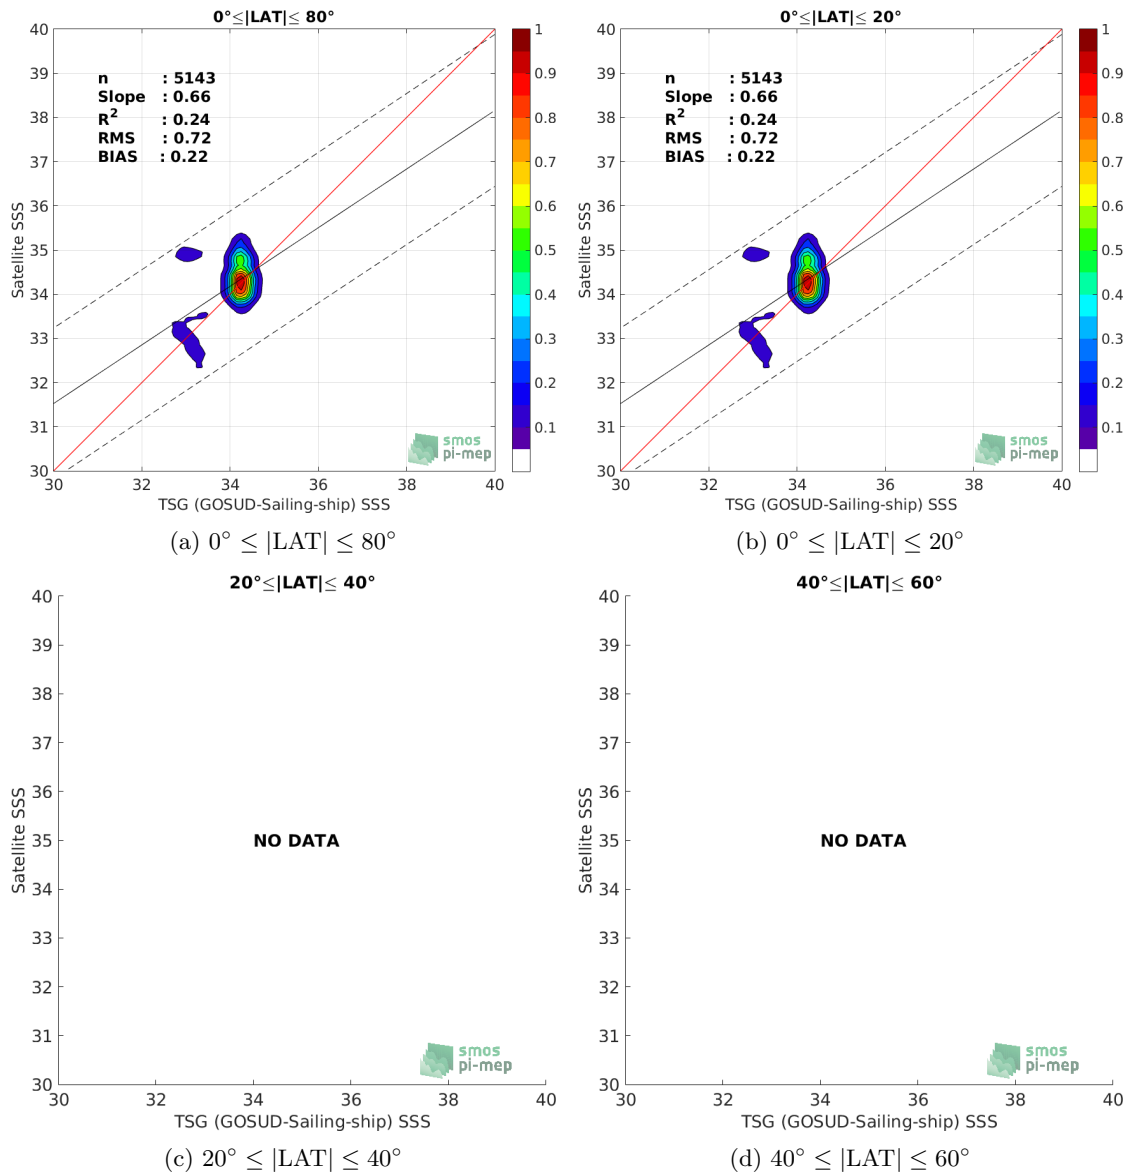 0°≤|LAT|≤ 80°
40
39
38
37
36
35
34
33
32
31
30
30
32
34
36
38
40
Satellite SSS
TSG (GOSUD-Sailing-ship) SSS
n : 5143
Slope : 0.66
R² : 0.24
RMS : 0.72
BIAS : 0.22
1
0.9
0.8
0.7
0.6
0.5
0.4
0.3
0.2
0.1
smos
pi-mep
(a) 0° ≤ |LAT| ≤ 80°
0°≤|LAT|≤ 20°
40
39
38
37
36
35
34
33
32
31
30
30
32
34
36
38
40
Satellite SSS
TSG (GOSUD-Sailing-ship) SSS
n : 5143
Slope : 0.66
R² : 0.24
RMS : 0.72
BIAS : 0.22
1
0.9
0.8
0.7
0.6
0.5
0.4
0.3
0.2
0.1
smos
pi-mep
(b) 0° ≤ |LAT| ≤ 20°
20°≤|LAT|≤ 40°
40
39
38
37
36
35
34
33
32
31
30
30
32
34
36
38
40
Satellite SSS
TSG (GOSUD-Sailing-ship) SSS
NO DATA
smos
pi-mep
(c) 20° ≤ |LAT| ≤ 40°
40°≤|LAT|≤ 60°
40
39
38
37
36
35
34
33
32
31
30
30
32
34
36
38
40
Satellite SSS
TSG (GOSUD-Sailing-ship) SSS
NO DATA
smos
pi-mep
(d) 40° ≤ |LAT| ≤ 60°